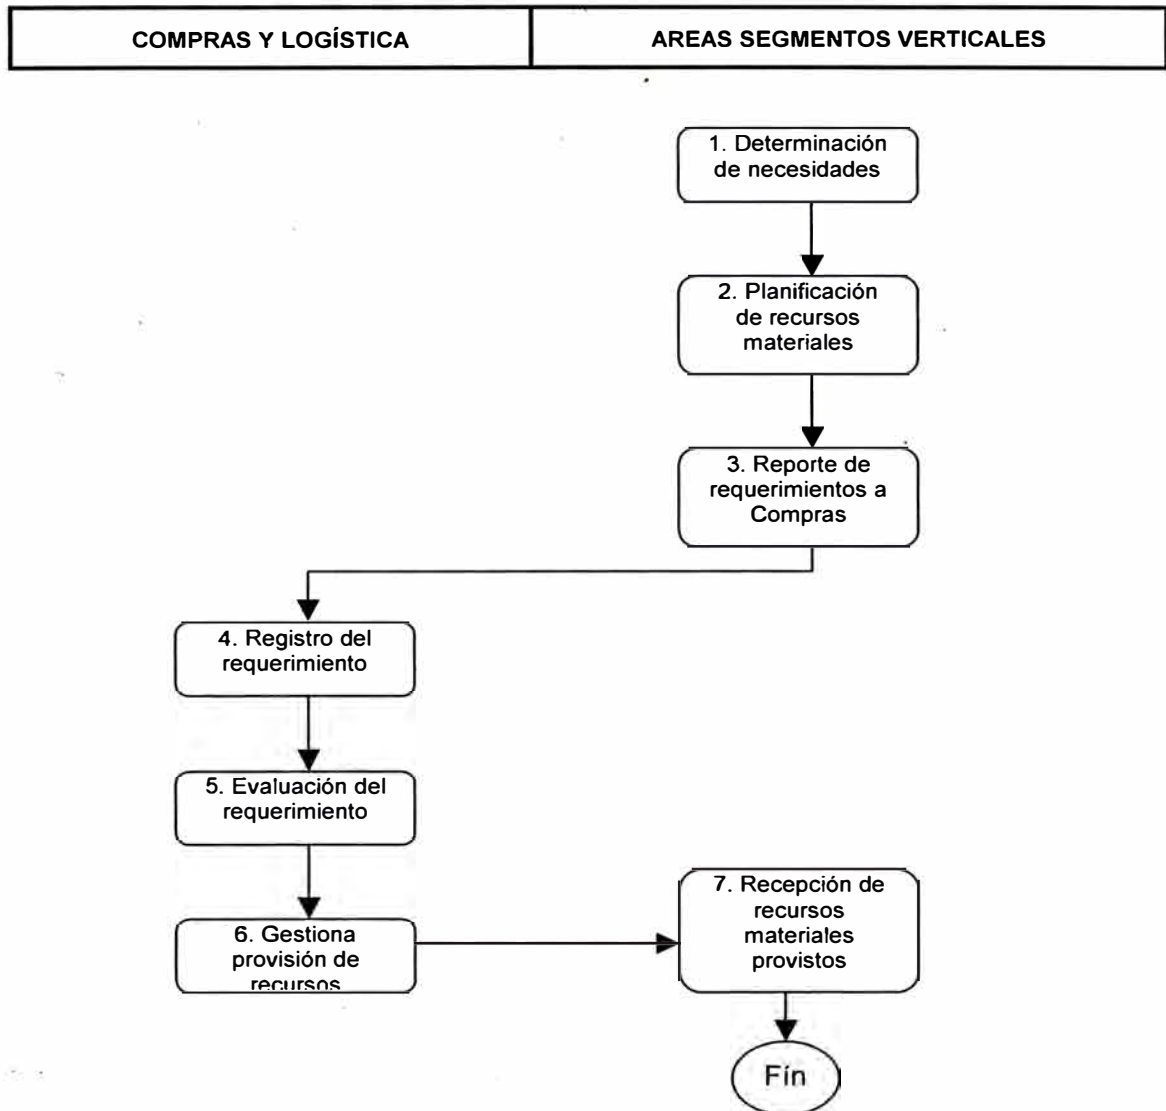 COMPRAS Y LOGÍSTICA
AREAS SEGMENTOS VERTICALES
1. Determinación
de necesidades
2. Planificación
de recursos
materiales
3. Reporte de
requerimientos a
Compras
4. Registro del
requerimiento
5. Evaluación del
requerimiento
6. Gestiona
provisión de
recursos
7. Recepción de
recursos
materiales
provistos
Fín